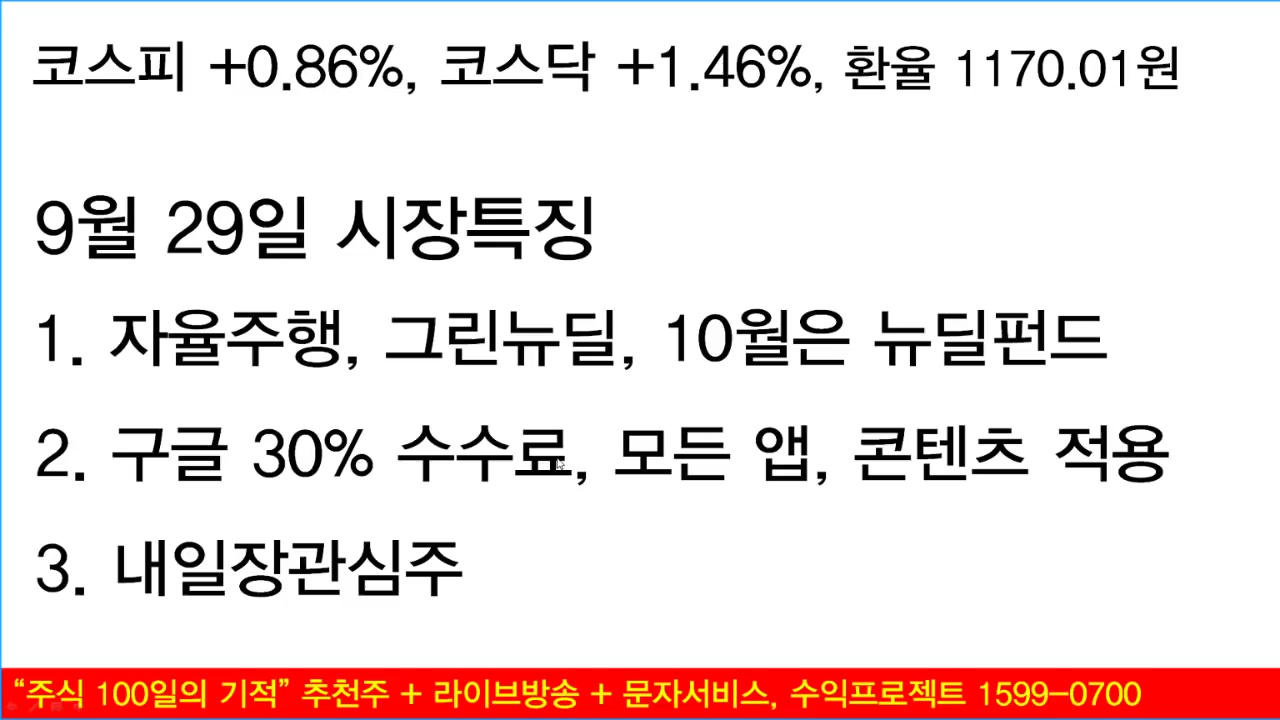 코스피 +0.86%, 코스닥 +1.46%, 환율 1170.01원
9월 29일 시장특징
1. 자율주행, 그린뉴딜, 10월은 뉴딜펀드
2. 구글 30% 수수료, 모든 앱, 콘텐츠 적용
3. 내일장관심주
“주식 100일의 기적” 추천주 + 라이브방송 + 문자서비스, 수익프로젝트 1599-0700